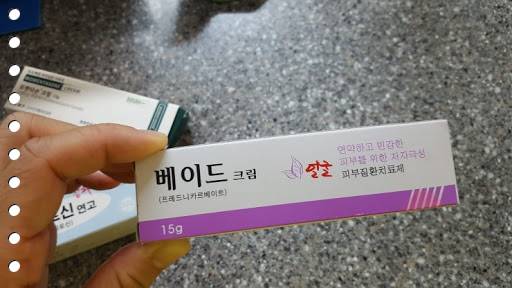 베이드 크림
(프레드니카르베이트)
얼굴
연약하고 민감한
피부를 위한 저자극성
피부질환치료제
15g
신 연고